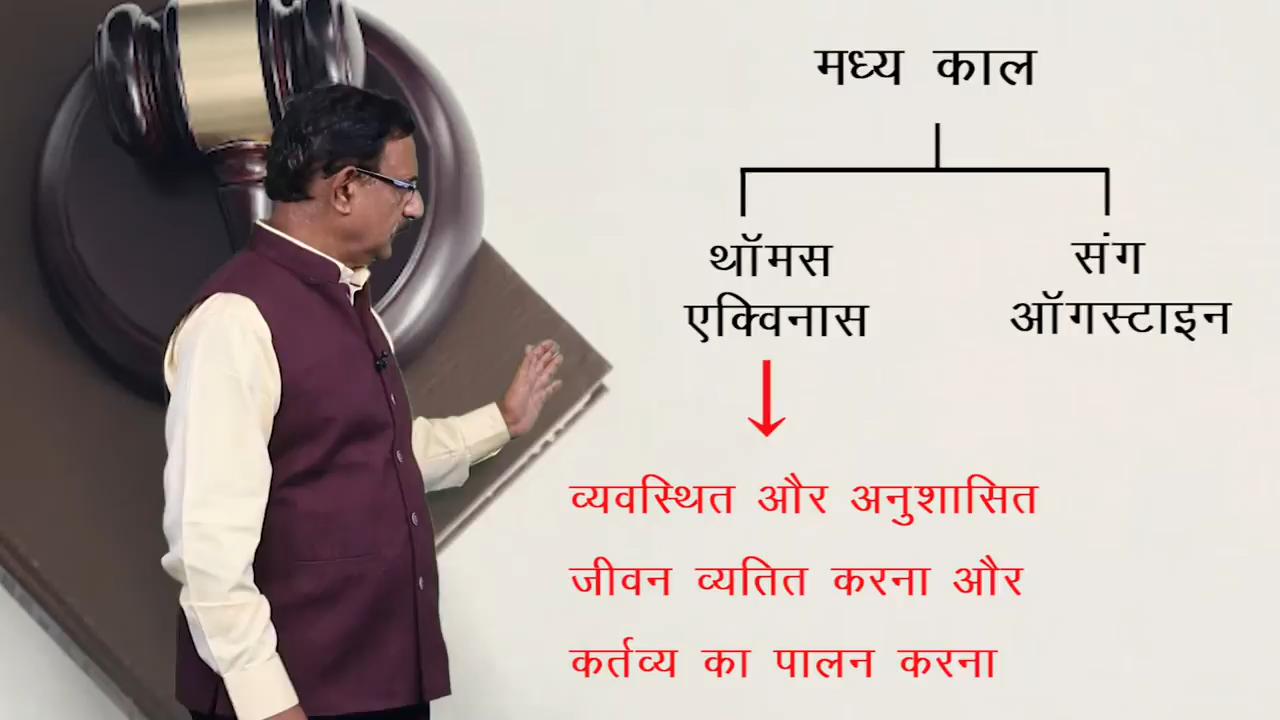 मध्य काल
थॉमस
एक्विनास
संग
ऑगस्टाइन
व्यवस्थित और अनुशासित
जीवन व्यतित करना और
कर्तव्य का पालन करना